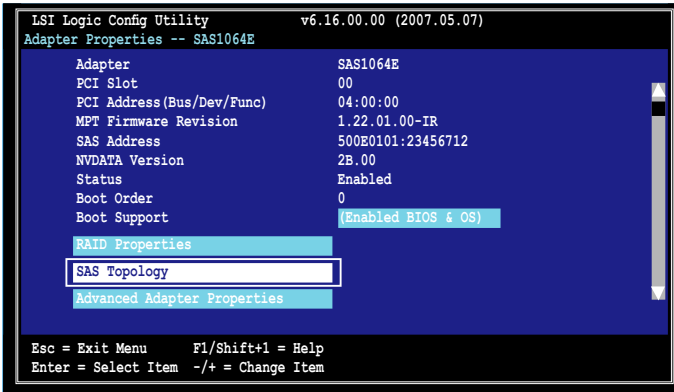 LSI Logic Config Utility v6.16.00.00 (2007.05.07)
Adapter Properties -- SAS1064E
Adapter SAS1064E
PCI Slot 00
PCI Address(Bus/Dev/Func) 04:00:00
MPT Firmware Revision 1.22.01.00-IR
SAS Address 500E0101:23456712
NVDATA Version 2B.00
Status Enabled
Boot Order 0
Boot Support (Enabled BIOS & OS)
RAID Properties
SAS Topology
Advanced Adapter Properties
Esc = Exit Menu F1/Shift+1 = Help
Enter = Select Item -/+ = Change Item